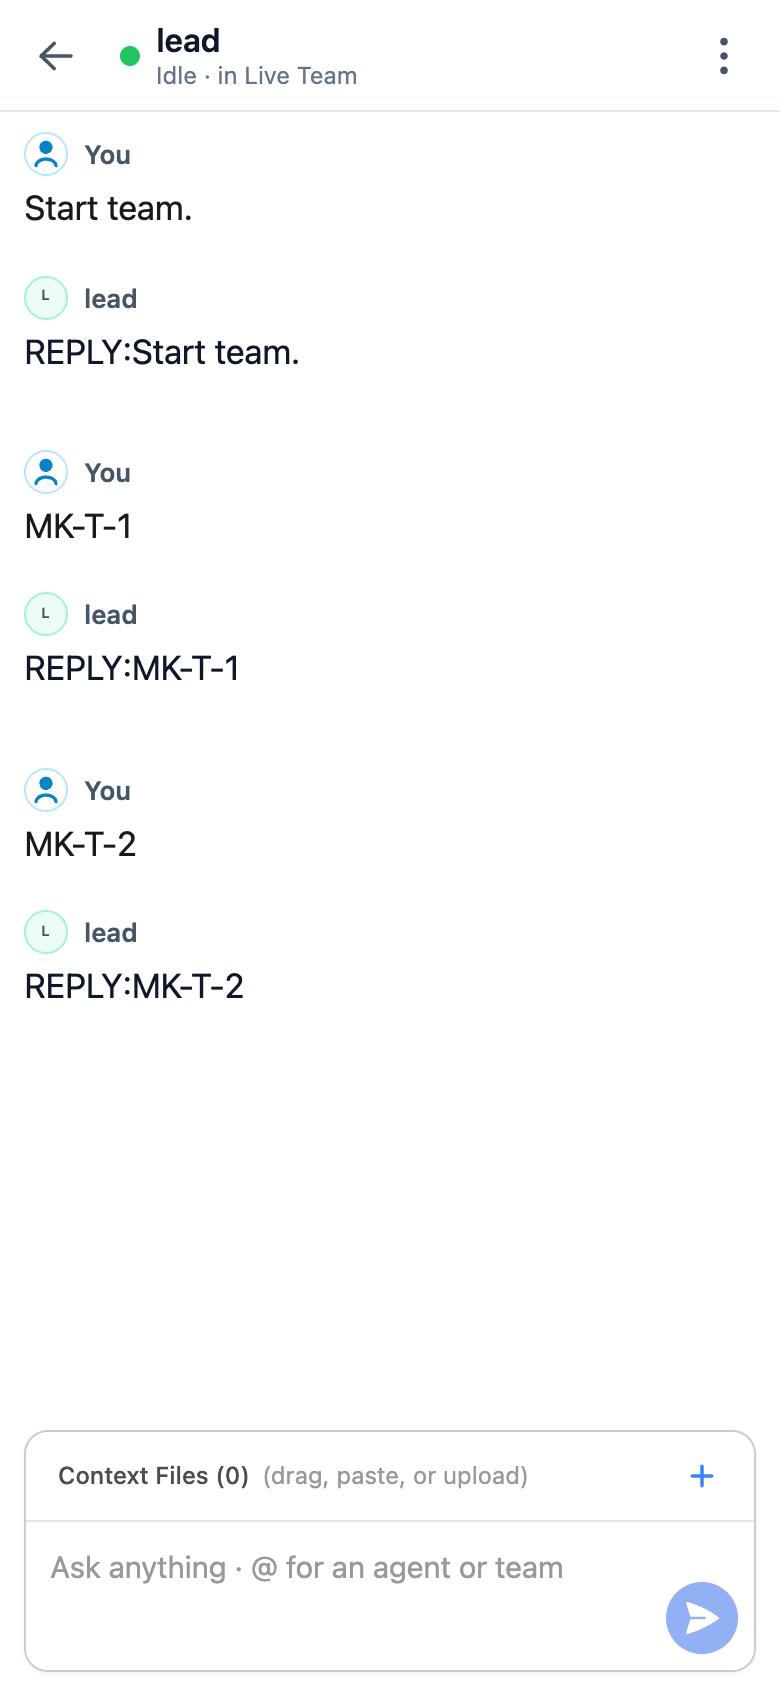 lead
Idle · in Live Team
You
Start team.
L
lead
REPLY:Start team.
You
MK-T-1
L
lead
REPLY:MK-T-1
You
MK-T-2
L
lead
REPLY:MK-T-2
Context Files (0) (drag, paste, or upload)
Ask anything · @ for an agent or team